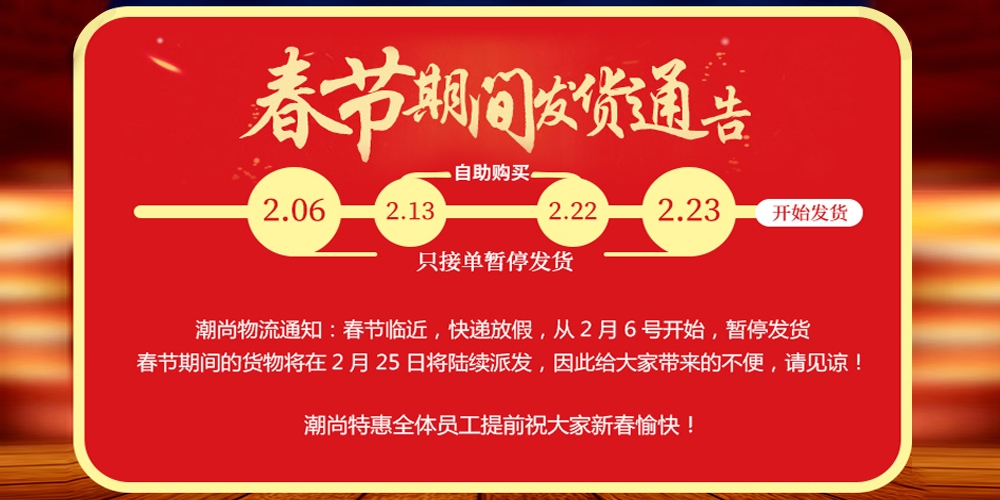 春节期间发货通告
自助购买
2.06 2.13 2.22 2.23 开始发货
只接单暂停发货
潮尚物流通知：春节临近，快递放假，从 2 月 6 号开始，暂停发货
春节期间的货物将在 2 月 25 日将陆续派发，因此给大家带来的不便，请见谅！
潮尚特惠全体员工提前祝大家新春愉快！